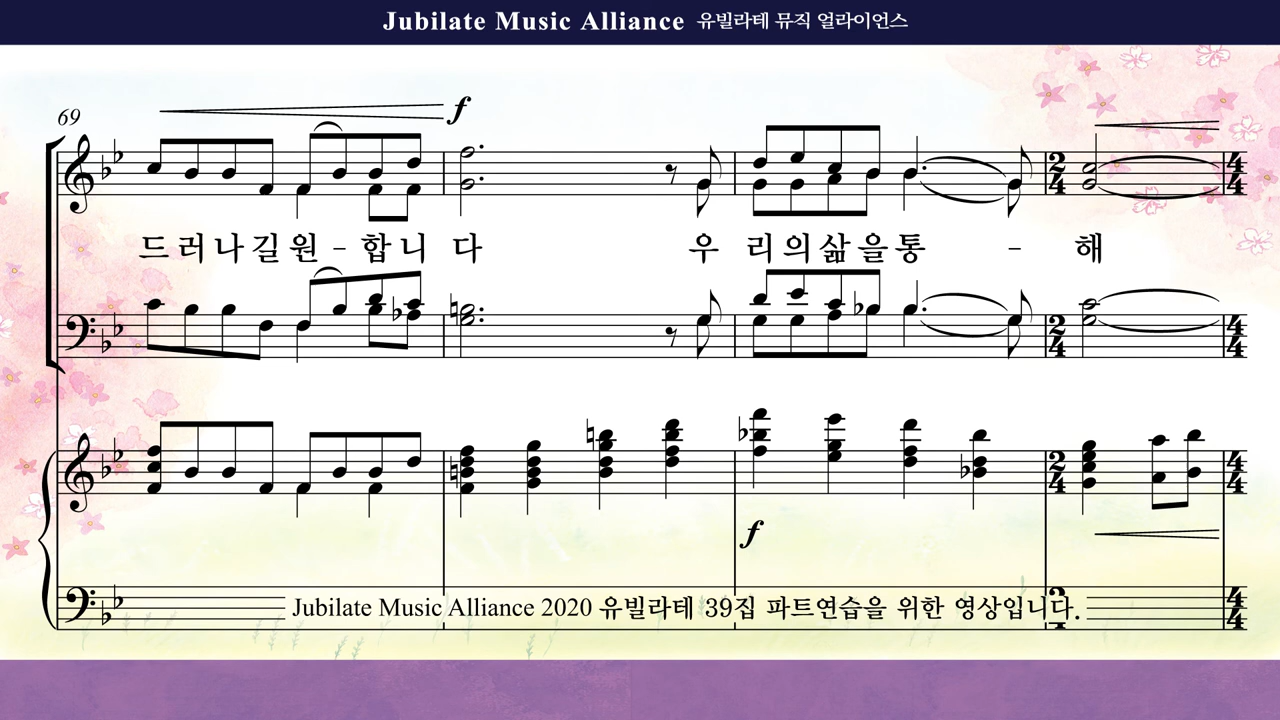 Jubilate Music Alliance 유빌라테 뮤직 얼라이언스
69
f
드 러 나 길 원 - 합 니 다 우 리 의 삶 을 통 - 해
f
Jubilate Music Alliance 2020 유빌라테 39집 파트연습을 위한 영상입니다.